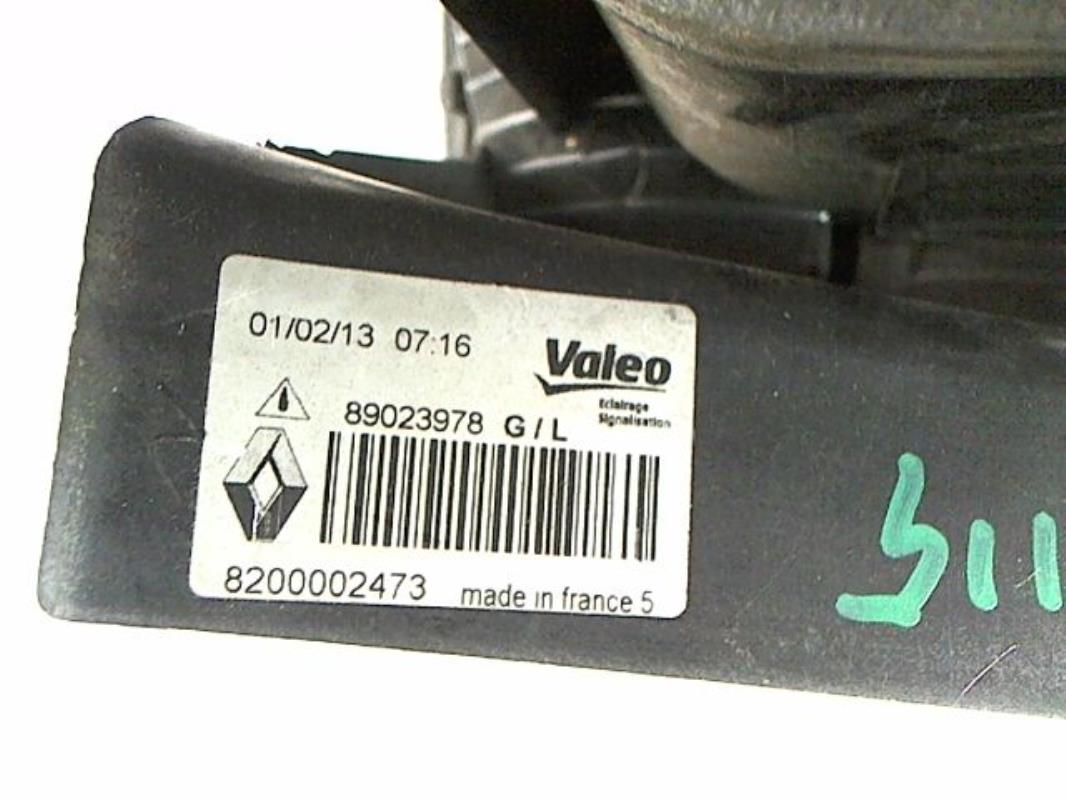 01/02/13 07:16
Valeo
Eclairage
Signalisation
89023978 G / L
8200002473 made in france 5